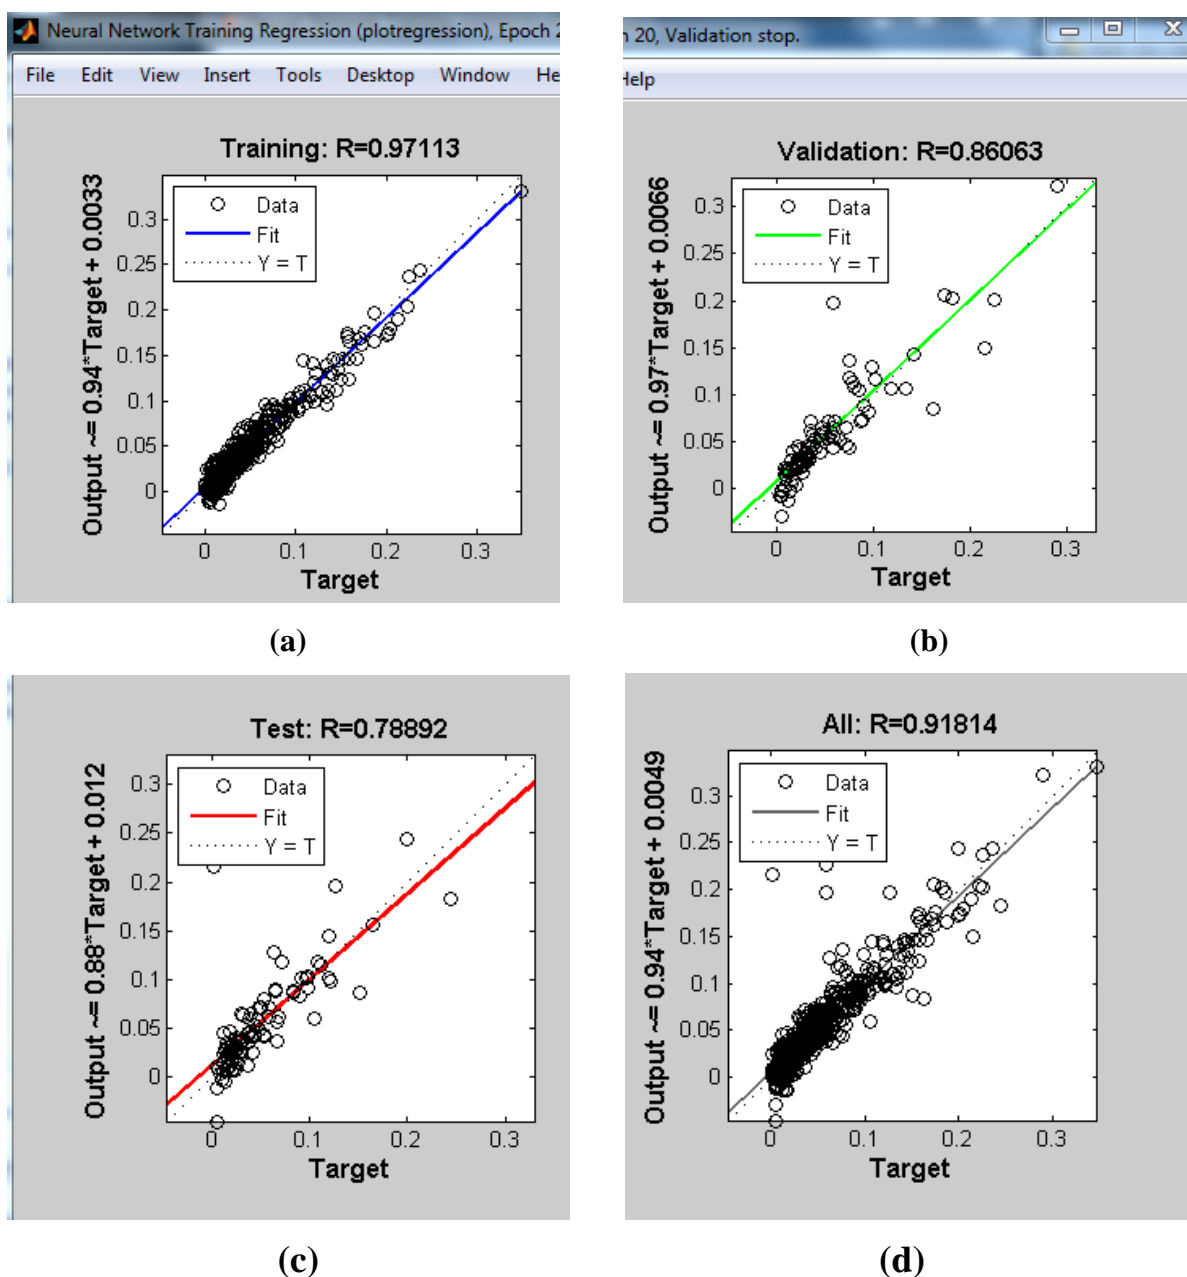 Neural Network Training Regression (plotregression), Epoch 2
File Edit View Insert Tools Desktop Window He
Training: R=0.97113
Output ~= 0.94*Target + 0.0033
Data
Fit
Y = T
0.3
0.25
0.2
0.15
0.1
0.05
0
0 0.1 0.2 0.3
Target
(a)
n 20, Validation stop.
Help
Validation: R=0.86063
Output ~= 0.97*Target + 0.0066
Data
Fit
Y = T
0.3
0.25
0.2
0.15
0.1
0.05
0
0 0.1 0.2 0.3
Target
(b)
Test: R=0.78892
Output ~= 0.88*Target + 0.012
Data
Fit
Y = T
0.3
0.25
0.2
0.15
0.1
0.05
0
0 0.1 0.2 0.3
Target
(c)
All: R=0.91814
Output ~= 0.94*Target + 0.0049
Data
Fit
Y = T
0.3
0.25
0.2
0.15
0.1
0.05
0
0 0.1 0.2 0.3
Target
(d)